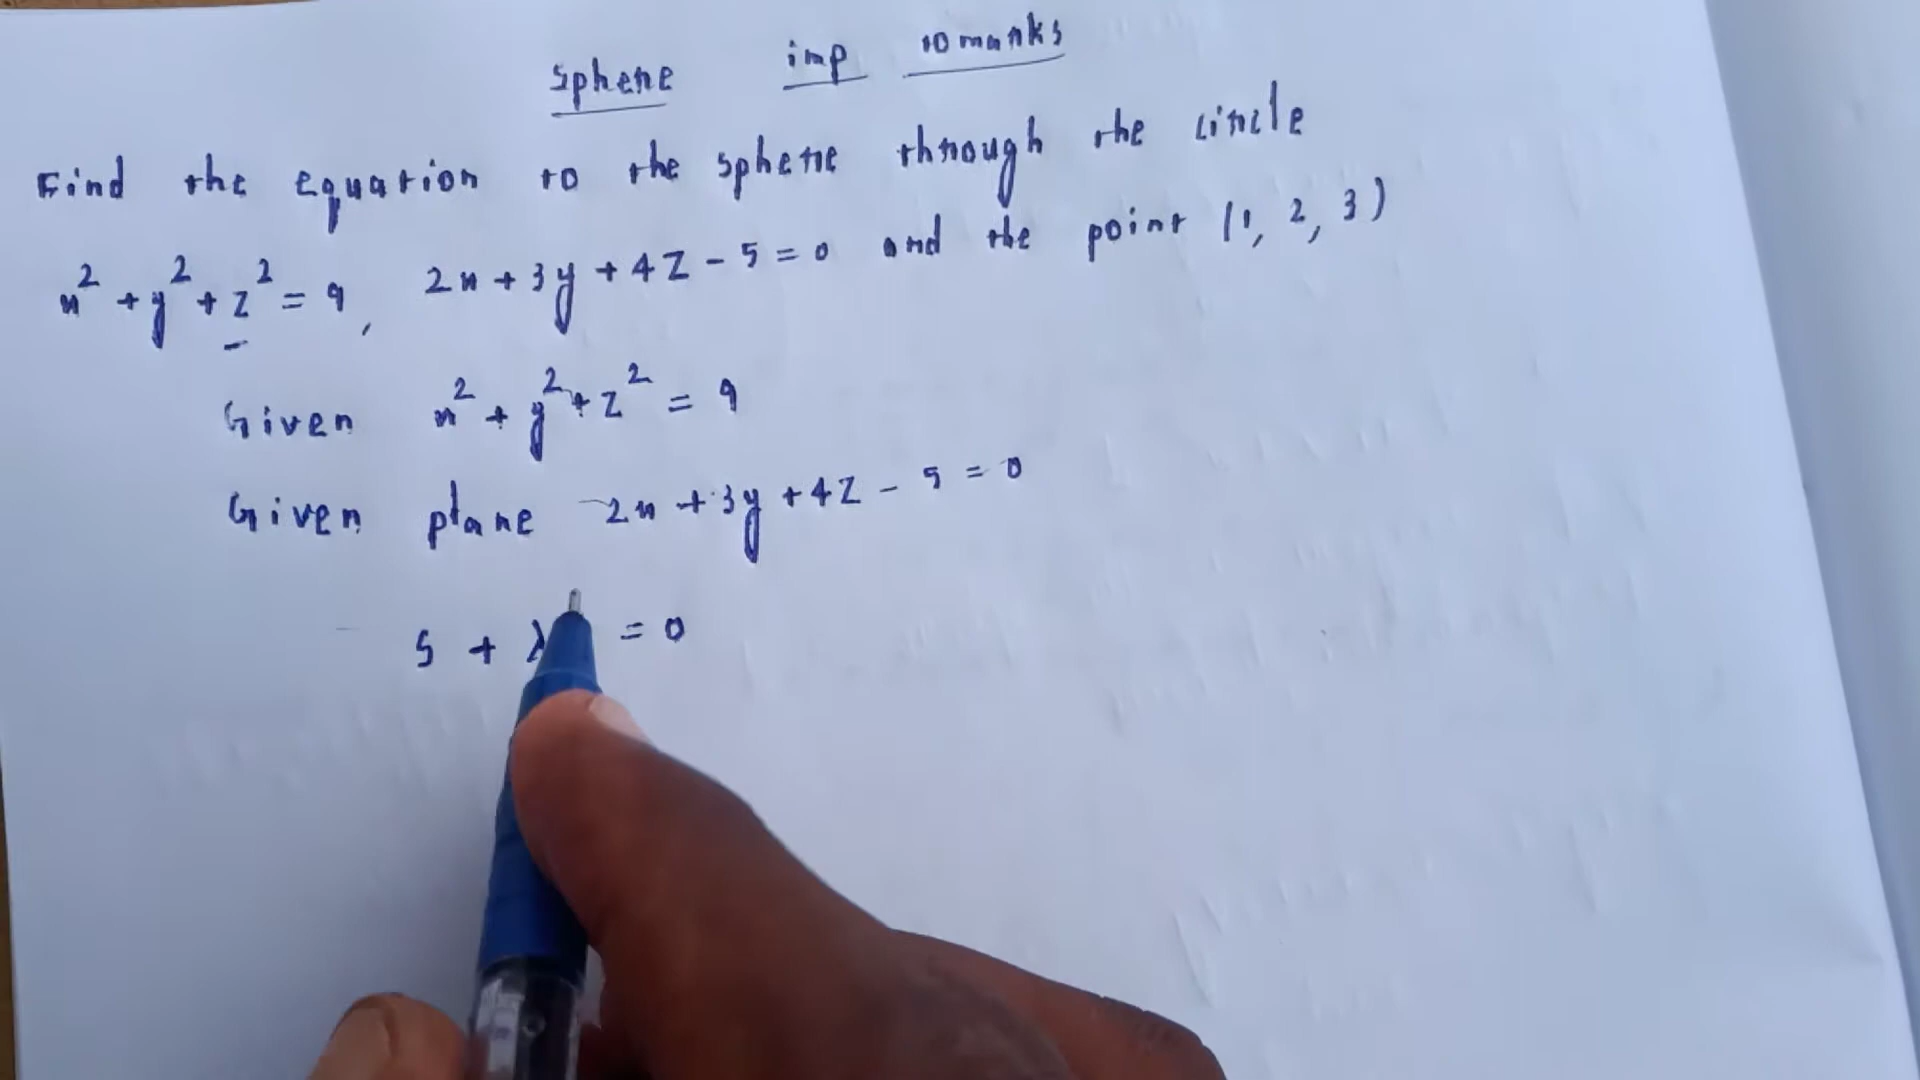 Sphere imp 10 marks
Find the equation to the sphere through the circle
x² + y² + z² = 9, 2x + 3y + 4z - 5 = 0 and the point (1, 2, 3)
Given x² + y² + z² = 9
Given plane 2x + 3y + 4z - 5 = 0
S + λ = 0